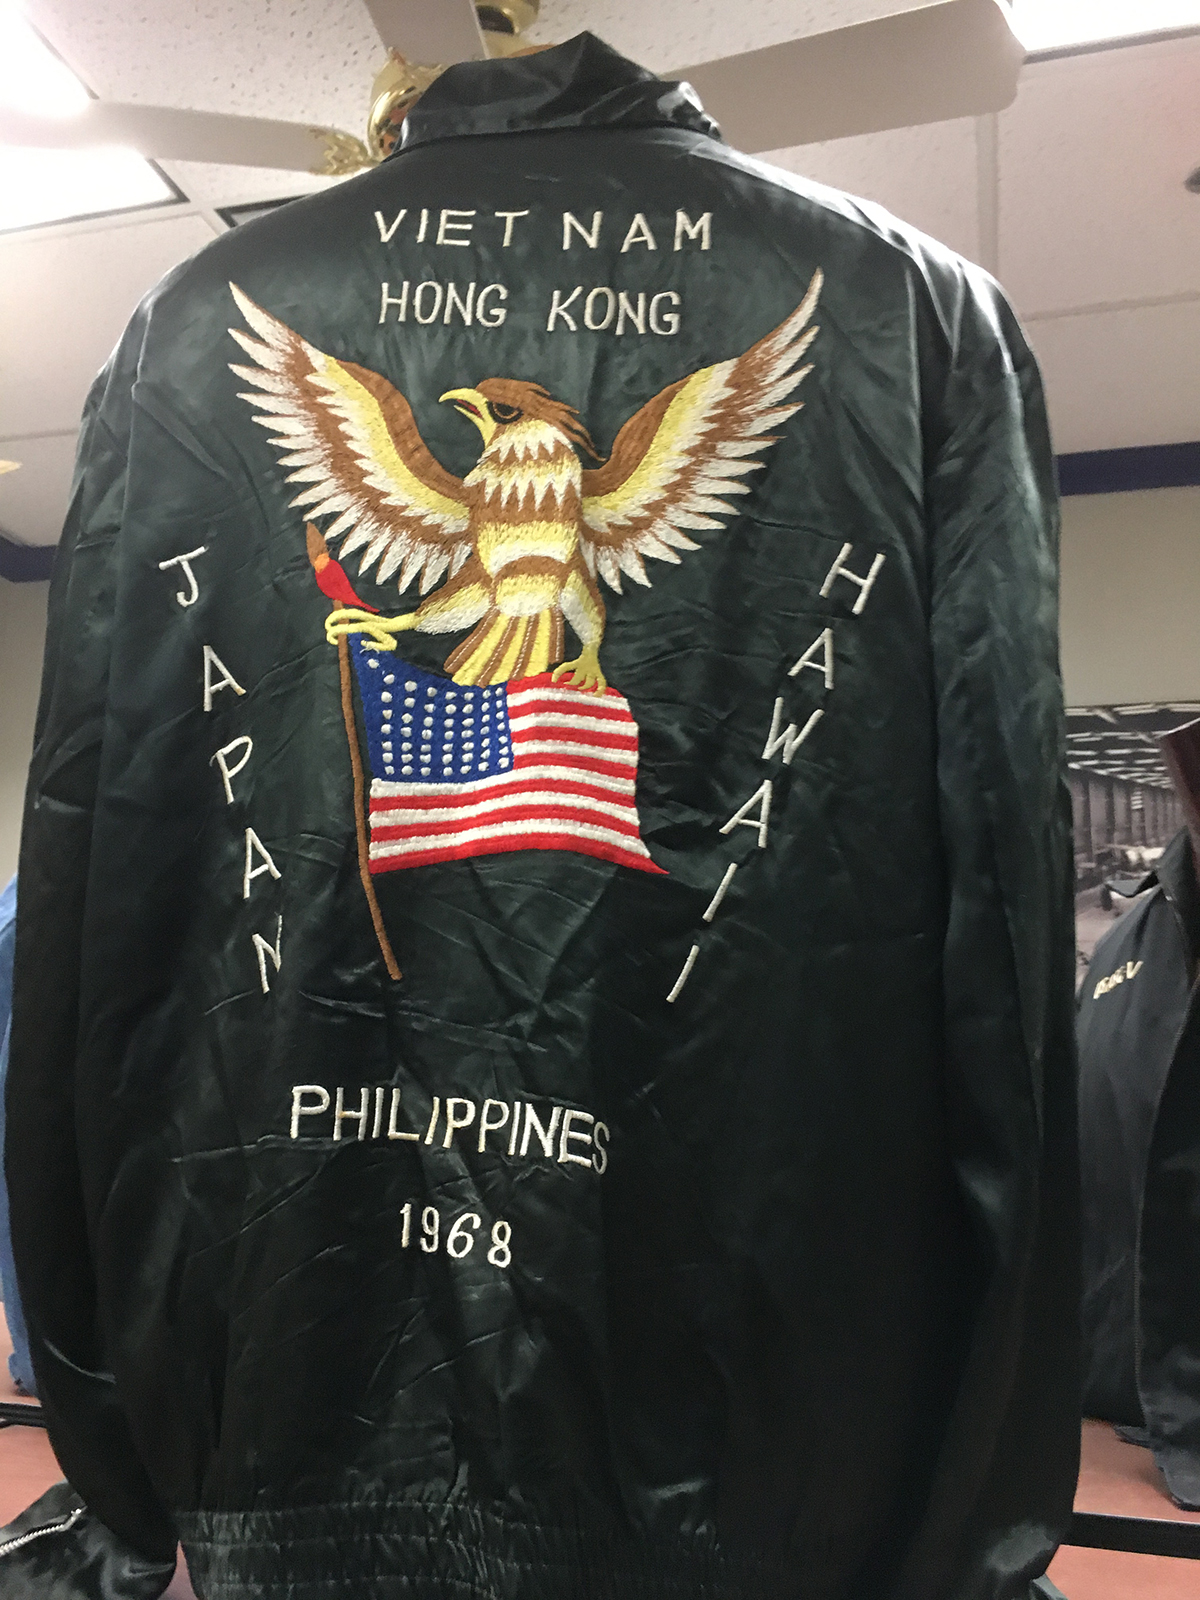 VIET NAM
HONG KONG
JAPAN
HAWAII
PHILIPPINES
1968